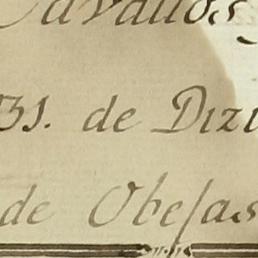 Cavallos,
31. de Dizi
de Obejas